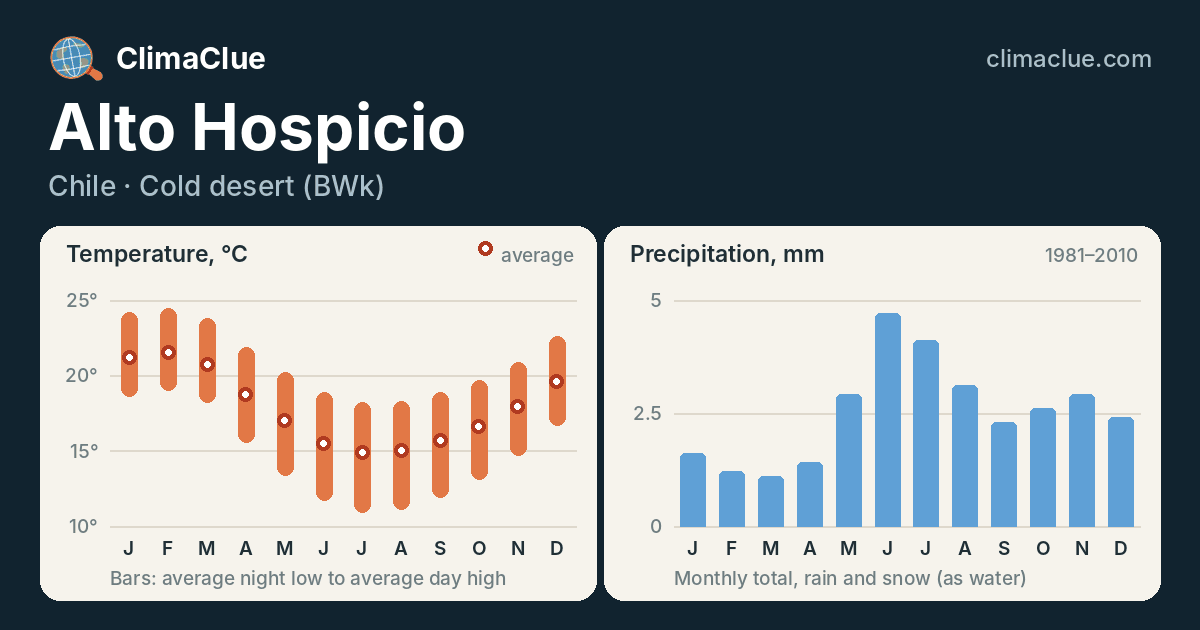 ClimaClue
climaclue.com
Alto Hospicio
Chile · Cold desert (BWk)
Temperature, °C
average
25°
20°
15°
10°
J F M A M J J A S O N D
Bars: average night low to average day high
Precipitation, mm
1981–2010
5
2.5
0
J F M A M J J A S O N D
Monthly total, rain and snow (as water)